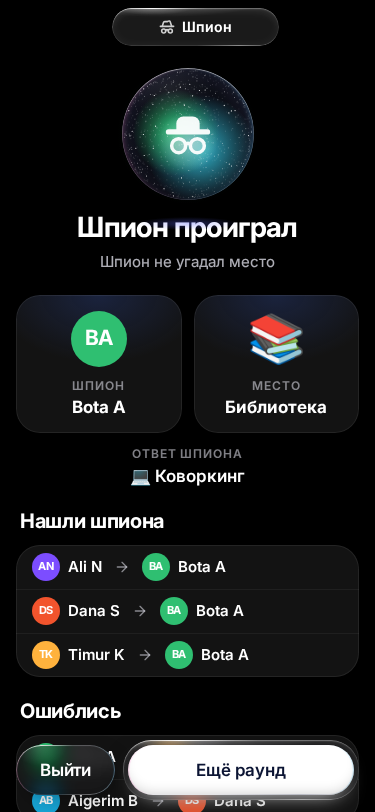 Шпион
Шпион проиграл
Шпион не угадал место
BA
ШПИОН
Bota A
МЕСТО
Библиотека
ОТВЕТ ШПИОНА
Коворкинг
Нашли шпиона
AN Ali N → BA Bota A
DS Dana S → BA Bota A
TK Timur K → BA Bota A
Ошиблись
A
Выйти
Ещё раунд
AB Aigerim B → DS Dana S